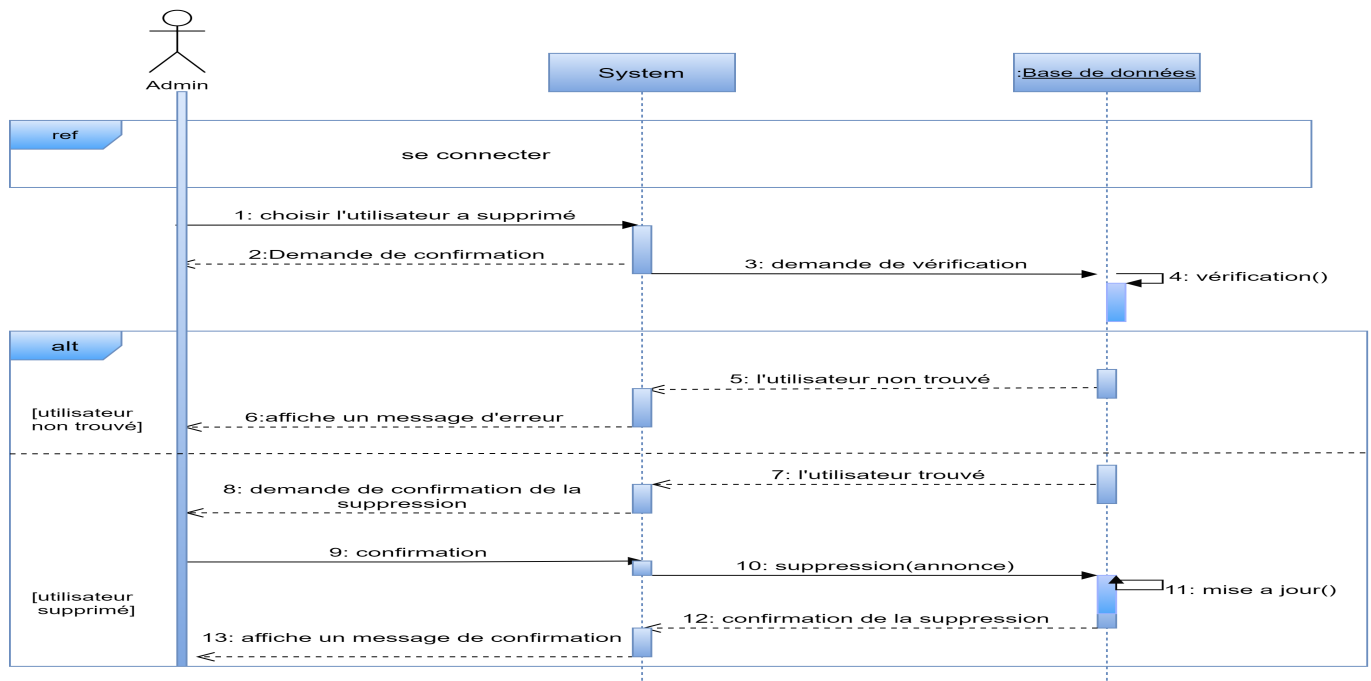 Admin
System
:Base de données
ref
se connecter
1: choisir l'utilisateur a supprimé
2:Demande de confirmation
3: demande de vérification
4: vérification()
alt
[utilisateur
non trouvé]
5: l'utilisateur non trouvé
6:affiche un message d'erreur
7: l'utilisateur trouvé
8: demande de confirmation de la
suppression
9: confirmation
10: suppression(annonce)
11: mise a jour()
[utilisateur
supprimé]
12: confirmation de la suppression
13: affiche un message de confirmation